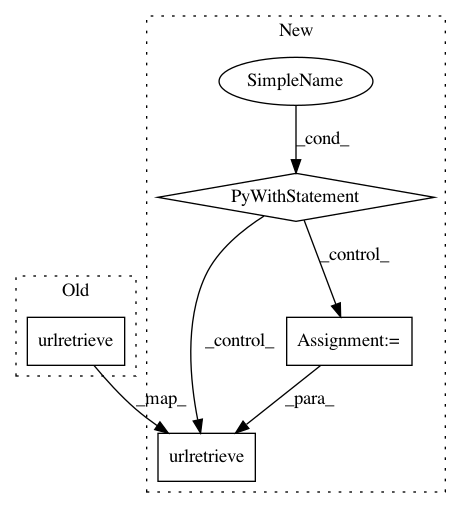 New
SimpleName
_cond_
PyWithStatement
_control_
Old
urlretrieve
_control_
Assignment:=
_map_
_para_
urlretrieve